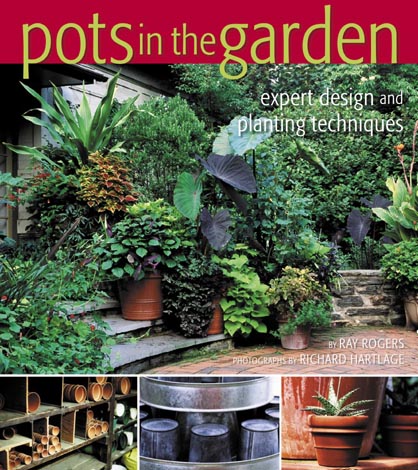 pots in the garden
expert design and
planting techniques
BY RAY ROGERS
PHOTOGRAPHS BY RICHARD HARTLAGE